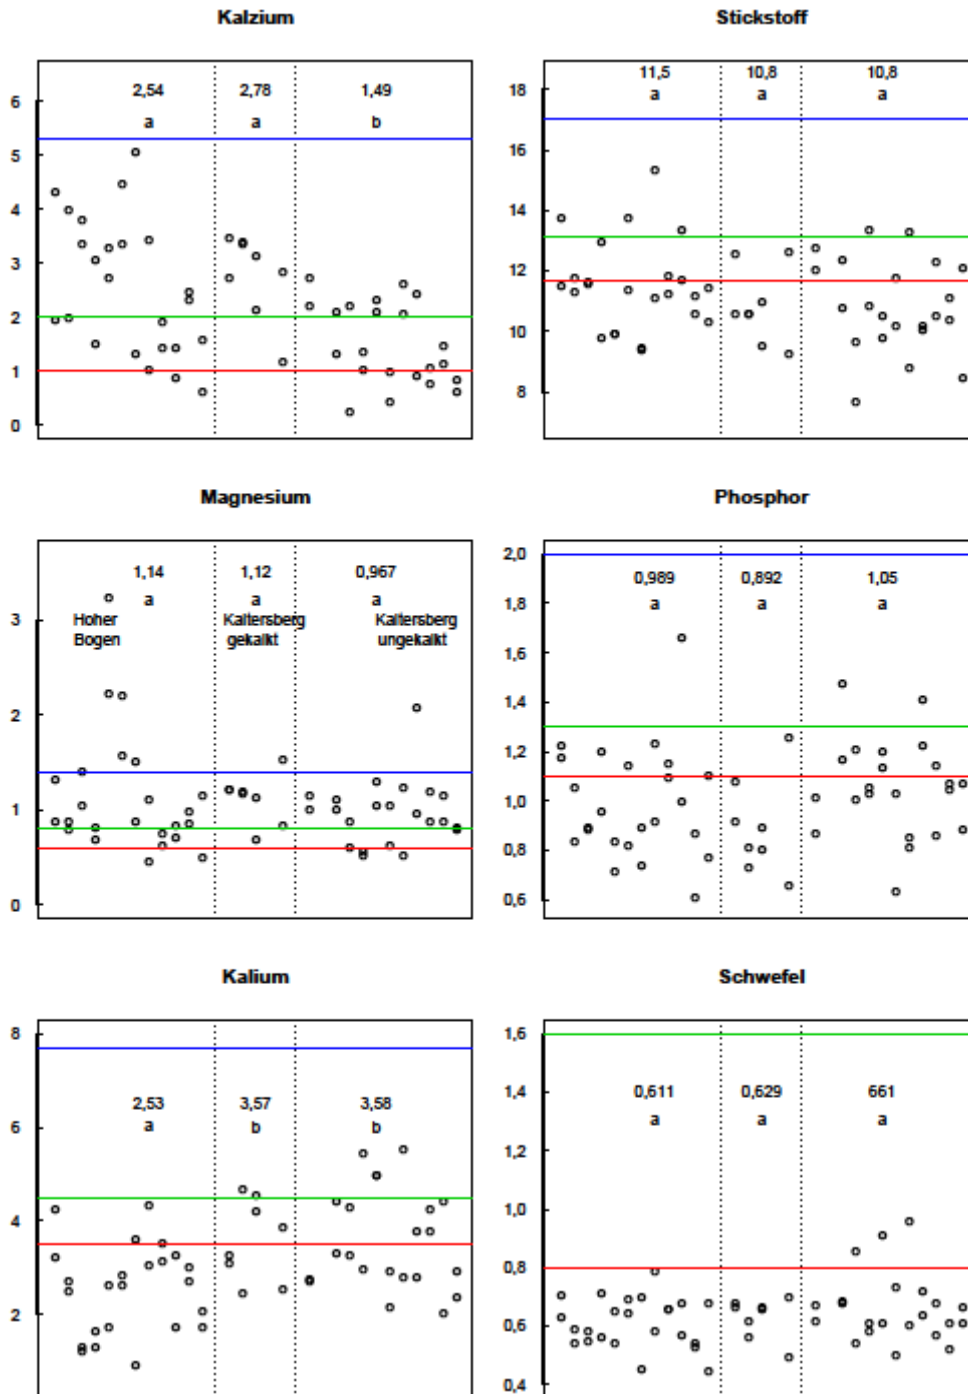 Kalzium
2,54 2,78 1,49
a a b
6
5
4
3
2
1
0
Stickstoff
11,5 10,8 10,8
a a a
18
16
14
12
10
8
Magnesium
1,14 1,12 0,967
a a a
Hoher Kaitersberg Kaitersberg
Bogen gekalkt ungekalkt
3
2
1
0
Phosphor
0,989 0,892 1,05
a a a
2,0
1,8
1,6
1,4
1,2
1,0
0,8
0,6
Kalium
2,53 3,57 3,58
a b b
8
6
4
2
Schwefel
0,611 0,629 661
a a a
1,6
1,4
1,2
1,0
0,8
0,6
0,4